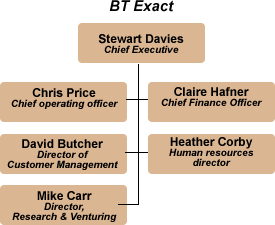 BT Exact
Stewart Davies
Chief Executive
Chris Price
Chief operating officer
Claire Hafner
Chief Finance Officer
David Butcher
Director of
Customer Management
Heather Corby
Human resources
director
Mike Carr
Director,
Research & Venturing